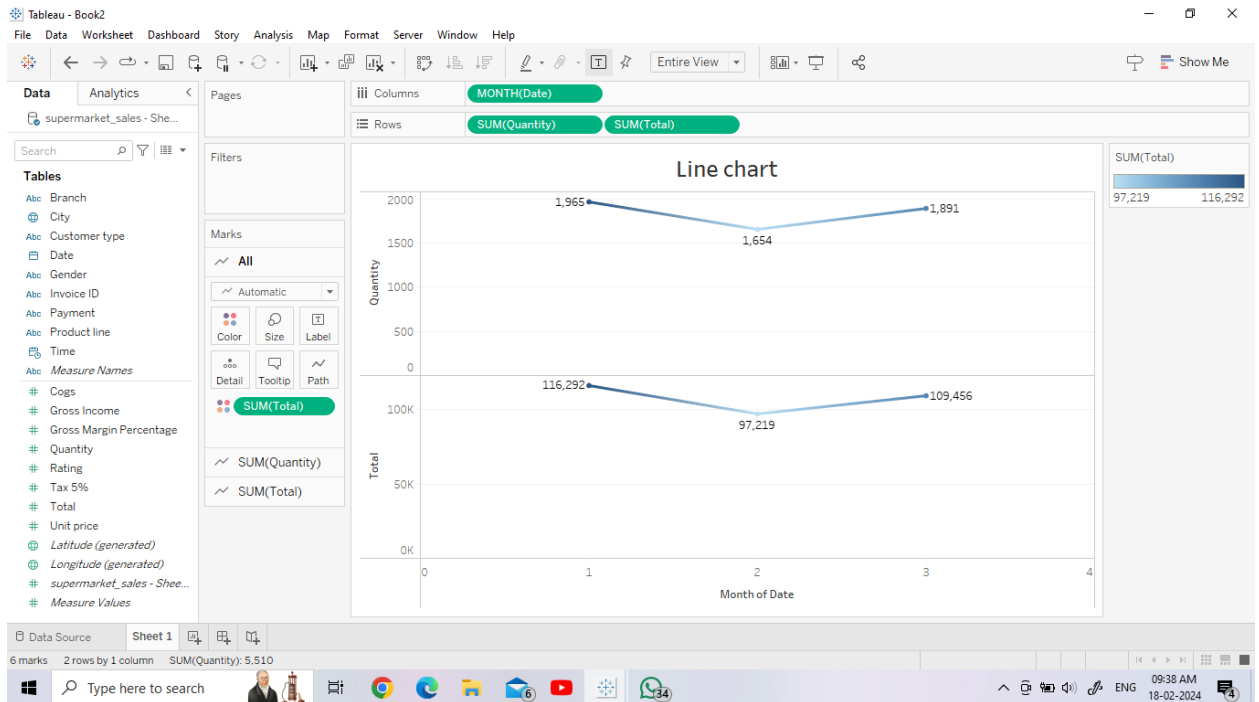 Tableau - Book2
File Data Worksheet Dashboard Story Analysis Map Format Server Window Help
Entire View
Show Me
Data Analytics
supermarket_sales - She...
Search
Tables
Abc Branch
City
Abc Customer type
Date
Abc Gender
Abc Invoice ID
Abc Payment
Abc Product line
Time
Abc Measure Names
# Cogs
# Gross Income
# Gross Margin Percentage
# Quantity
# Rating
# Tax 5%
# Total
# Unit price
Latitude (generated)
Longitude (generated)
# supermarket_sales - Shee...
# Measure Values
Pages
Filters
Marks
All
Automatic
Color Size Label
Detail Tooltip Path
SUM(Total)
SUM(Quantity)
SUM(Total)
Columns MONTH(Date)
Rows SUM(Quantity) SUM(Total)
Line chart
2000
1500
1000
500
0
Quantity
1,965
1,654
1,891
100K
50K
0K
Total
116,292
97,219
109,456
0 1 2 3 4
Month of Date
SUM(Total)
97,219 116,292
Data Source Sheet 1
6 marks 2 rows by 1 column SUM(Quantity): 5,510
Type here to search
6
34
ENG
09:38 AM
18-02-2024
4